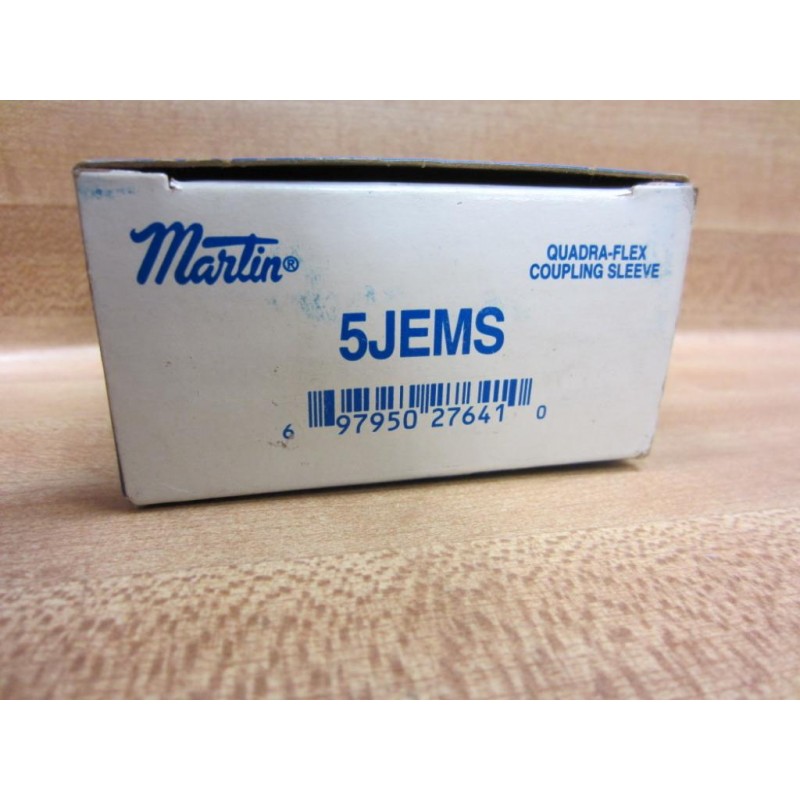 Martin®
QUADRA-FLEX
COUPLING SLEEVE
5JEMS
6 97950 27641 0